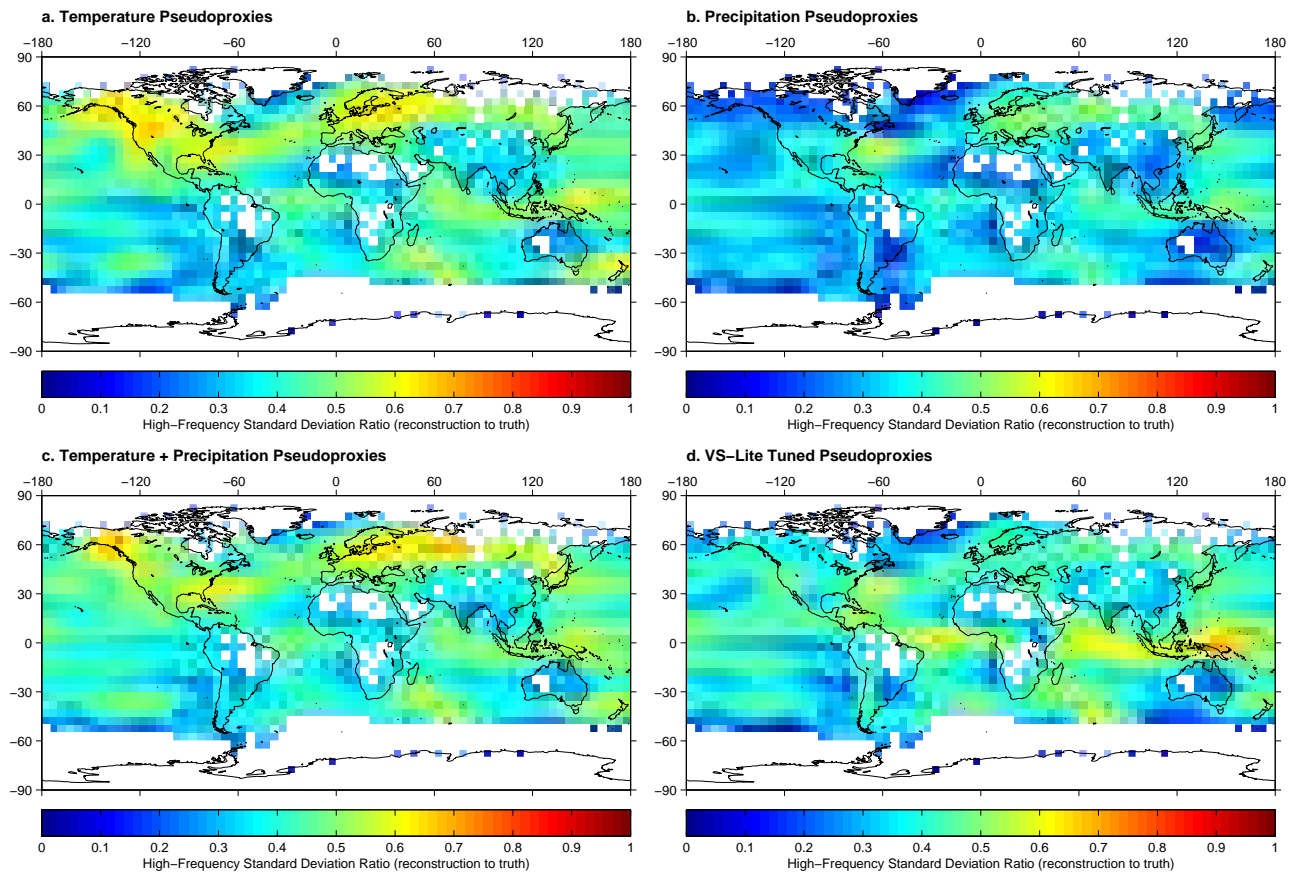 a. Temperature Pseudoproxies
b. Precipitation Pseudoproxies
−180 −120 −60 0 60 120 180
−180 −120 −60 0 60 120 180
90 90
60 60
30 30
0 0
−30 −30
−60 −60
−90 −90
0 0.1 0.2 0.3 0.4 0.5 0.6 0.7 0.8 0.9 1
0 0.1 0.2 0.3 0.4 0.5 0.6 0.7 0.8 0.9 1
High−Frequency Standard Deviation Ratio (reconstruction to truth)
High−Frequency Standard Deviation Ratio (reconstruction to truth)
c. Temperature + Precipitation Pseudoproxies
d. VS−Lite Tuned Pseudoproxies
−180 −120 −60 0 60 120 180
−180 −120 −60 0 60 120 180
90 90
60 60
30 30
0 0
−30 −30
−60 −60
−90 −90
0 0.1 0.2 0.3 0.4 0.5 0.6 0.7 0.8 0.9 1
0 0.1 0.2 0.3 0.4 0.5 0.6 0.7 0.8 0.9 1
High−Frequency Standard Deviation Ratio (reconstruction to truth)
High−Frequency Standard Deviation Ratio (reconstruction to truth)